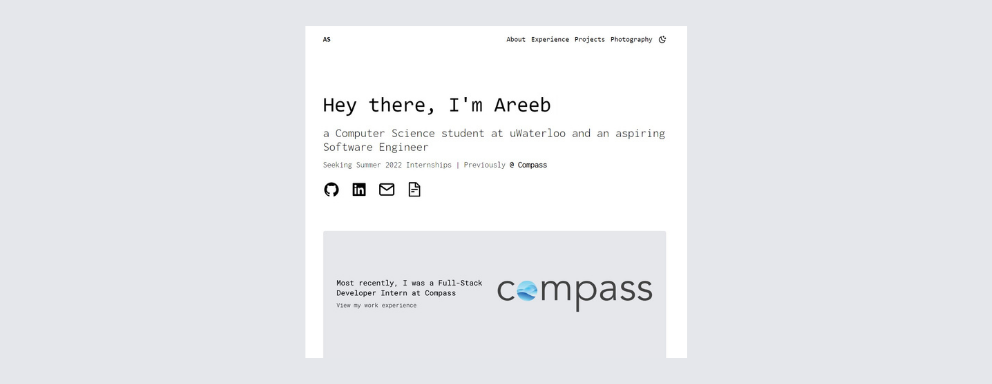 AS
About Experience Projects Photography
Hey there, I'm Areeb
a Computer Science student at uWaterloo and an aspiring
Software Engineer
Seeking Summer 2022 Internships | Previously @ Compass
in
Most recently, I was a Full-Stack
Developer Intern at Compass
View my work experience
compass